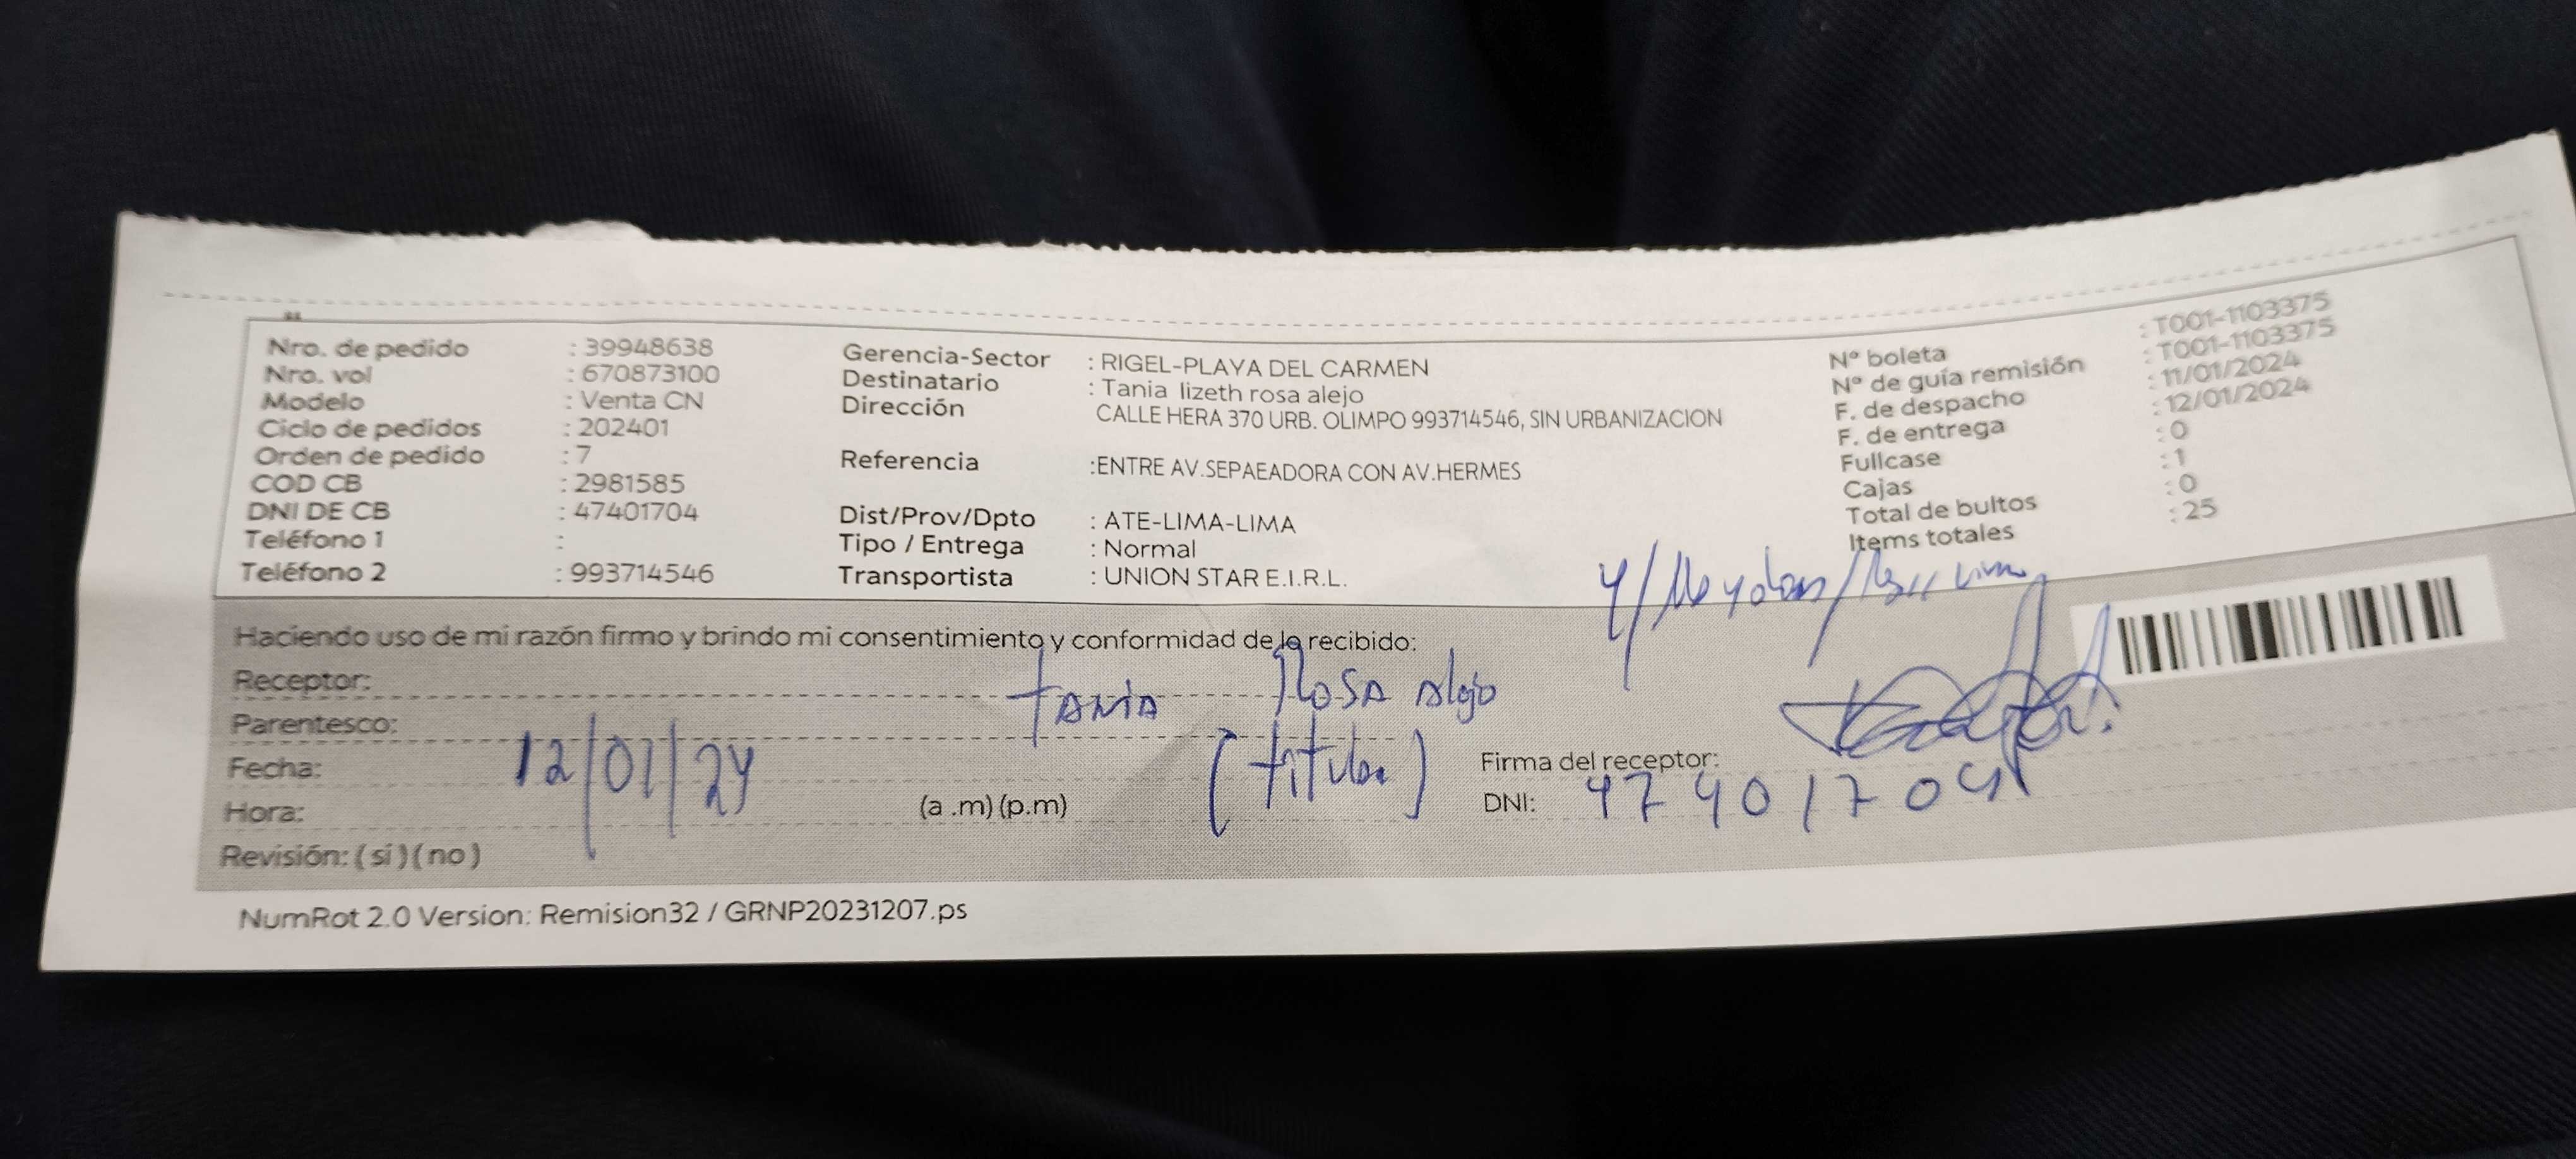 Nro. de pedido : 39948638
Nro. vol : 670873100
Modelo : Venta CN
Ciclo de pedidos : 202401
Orden de pedido : 7
COD CB : 2981585
DNI DE CB : 47401704
Teléfono 1 :
Teléfono 2 : 993714546
Gerencia-Sector : RIGEL-PLAYA DEL CARMEN
Destinatario : Tania lizeth rosa alejo
Dirección CALLE HERA 370 URB. OLIMPO 993714546, SIN URBANIZACION
Referencia :ENTRE AV.SEPAEADORA CON AV.HERMES
Dist/Prov/Dpto : ATE-LIMA-LIMA
Tipo / Entrega : Normal
Transportista : UNION STAR E.I.R.L.
Nº boleta : T001-1103375
Nº de guía remisión : T001-1103375
F. de despacho : 11/01/2024
F. de entrega : 12/01/2024
Fullcase : 0
Cajas : 1
Total de bultos : 0
Items totales : 25
Haciendo uso de mi razón firmo y brindo mi consentimiento y conformidad de lo recibido:
Receptor: Tania Rosa Alejo
Parentesco: (titular)
Fecha: 12/01/24
Hora: (a .m) (p.m)
Revisión: ( si ) ( no )
Firma del receptor:
DNI: 47401704
NumRot 2.0 Version: Remision32 / GRNP20231207.ps